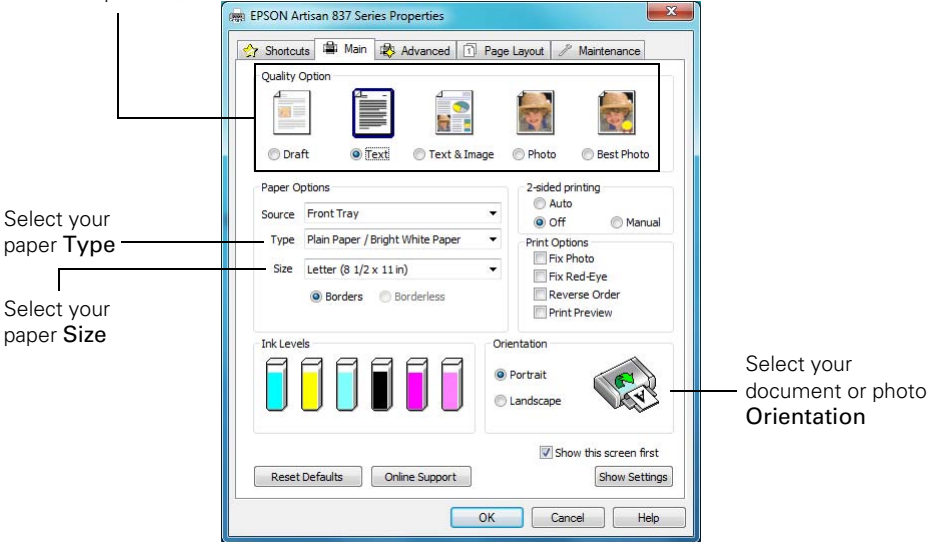 EPSON Artisan 837 Series Properties
Shortcuts Main Advanced 1 Page Layout Maintenance
Quality Option
Draft Text Text & Image Photo Best Photo
Paper Options
Source Front Tray
Type Plain Paper / Bright White Paper
Size Letter (8 1/2 x 11 in)
Borders Borderless
2-sided printing
Auto
Off Manual
Print Options
Fix Photo
Fix Red-Eye
Reverse Order
Print Preview
Select your
paper Type
Select your
paper Size
Ink Levels
Orientation
Portrait
Landscape
A
Select your
document or photo
Orientation
Show this screen first
Reset Defaults Online Support Show Settings
OK Cancel Help